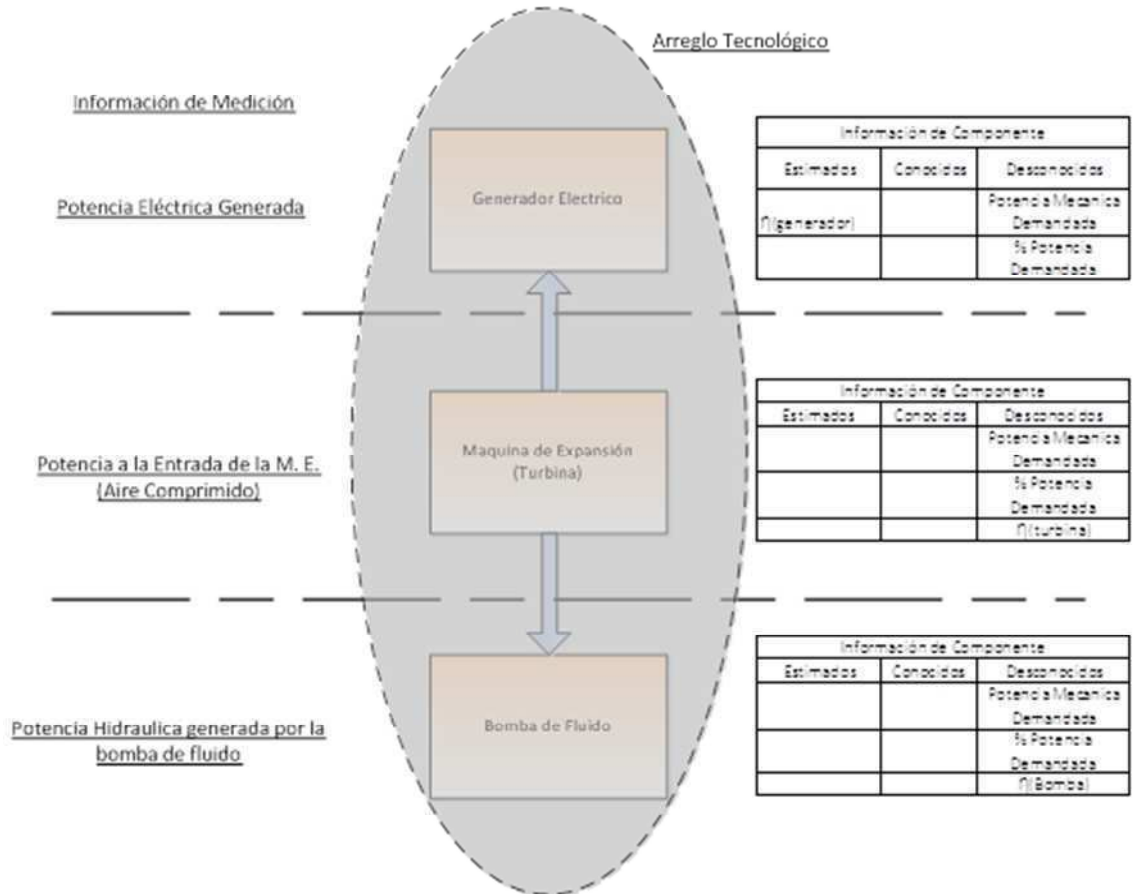 Arreglo Tecnológico
Información de Medición
Potencia Eléctrica Generada
Generador Electrico
Información de Componente
Estimados Conocidos Desconocidos
η(generador)
Potencia Mecanica
Demandada
% Potencia
Demandada
Potencia a la Entrada de la M. E.
(Aire Comprimido)
Maquina de Expansión
(Turbina)
Información de Componente
Estimados Conocidos Desconocidos
Potencia Mecanica
Demandada
% Potencia
Demandada
η(turbina)
Potencia Hidraulica generada por la
bomba de fluido
Bomba de Fluido
Información de Componente
Estimados Conocidos Desconocidos
Potencia Mecanica
Demandada
% Potencia
Demandada
η(Bomba)